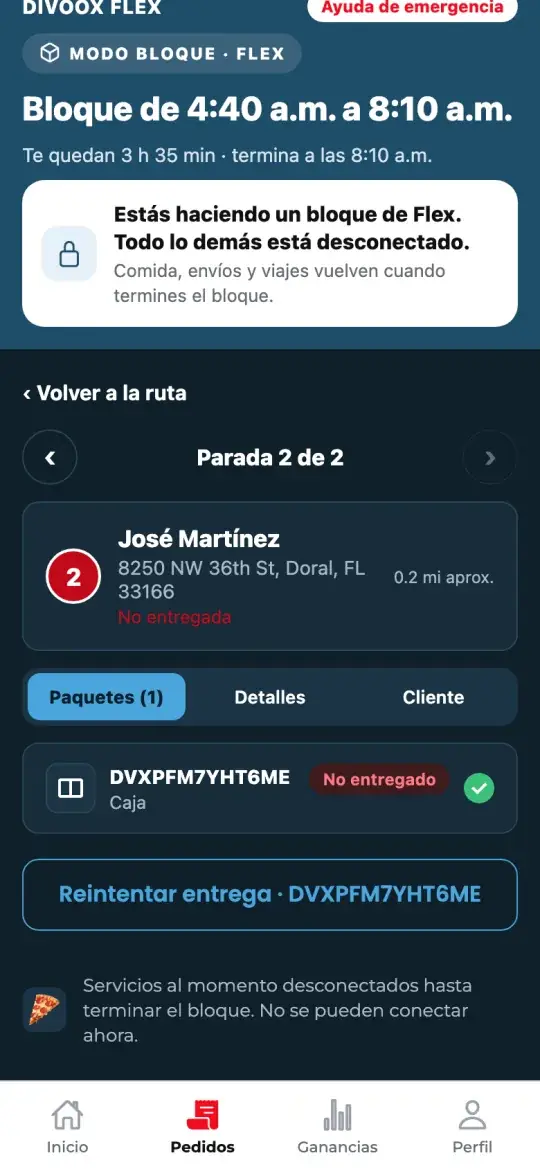 DIVOOX FLEX
Ayuda de emergencia
MODO BLOQUE · FLEX
Bloque de 4:40 a.m. a 8:10 a.m.
Te quedan 3 h 35 min · termina a las 8:10 a.m.
Estás haciendo un bloque de Flex.
Todo lo demás está desconectado.
Comida, envíos y viajes vuelven cuando
termines el bloque.
‹ Volver a la ruta
‹
Parada 2 de 2
›
2
José Martínez
8250 NW 36th St, Doral, FL
33166
0.2 mi aprox.
No entregada
Paquetes (1)
Detalles
Cliente
DVXPFM7YHT6ME
No entregado
Caja
Reintentar entrega · DVXPFM7YHT6ME
Servicios al momento desconectados hasta
terminar el bloque. No se pueden conectar
ahora.
Inicio
Pedidos
Ganancias
Perfil